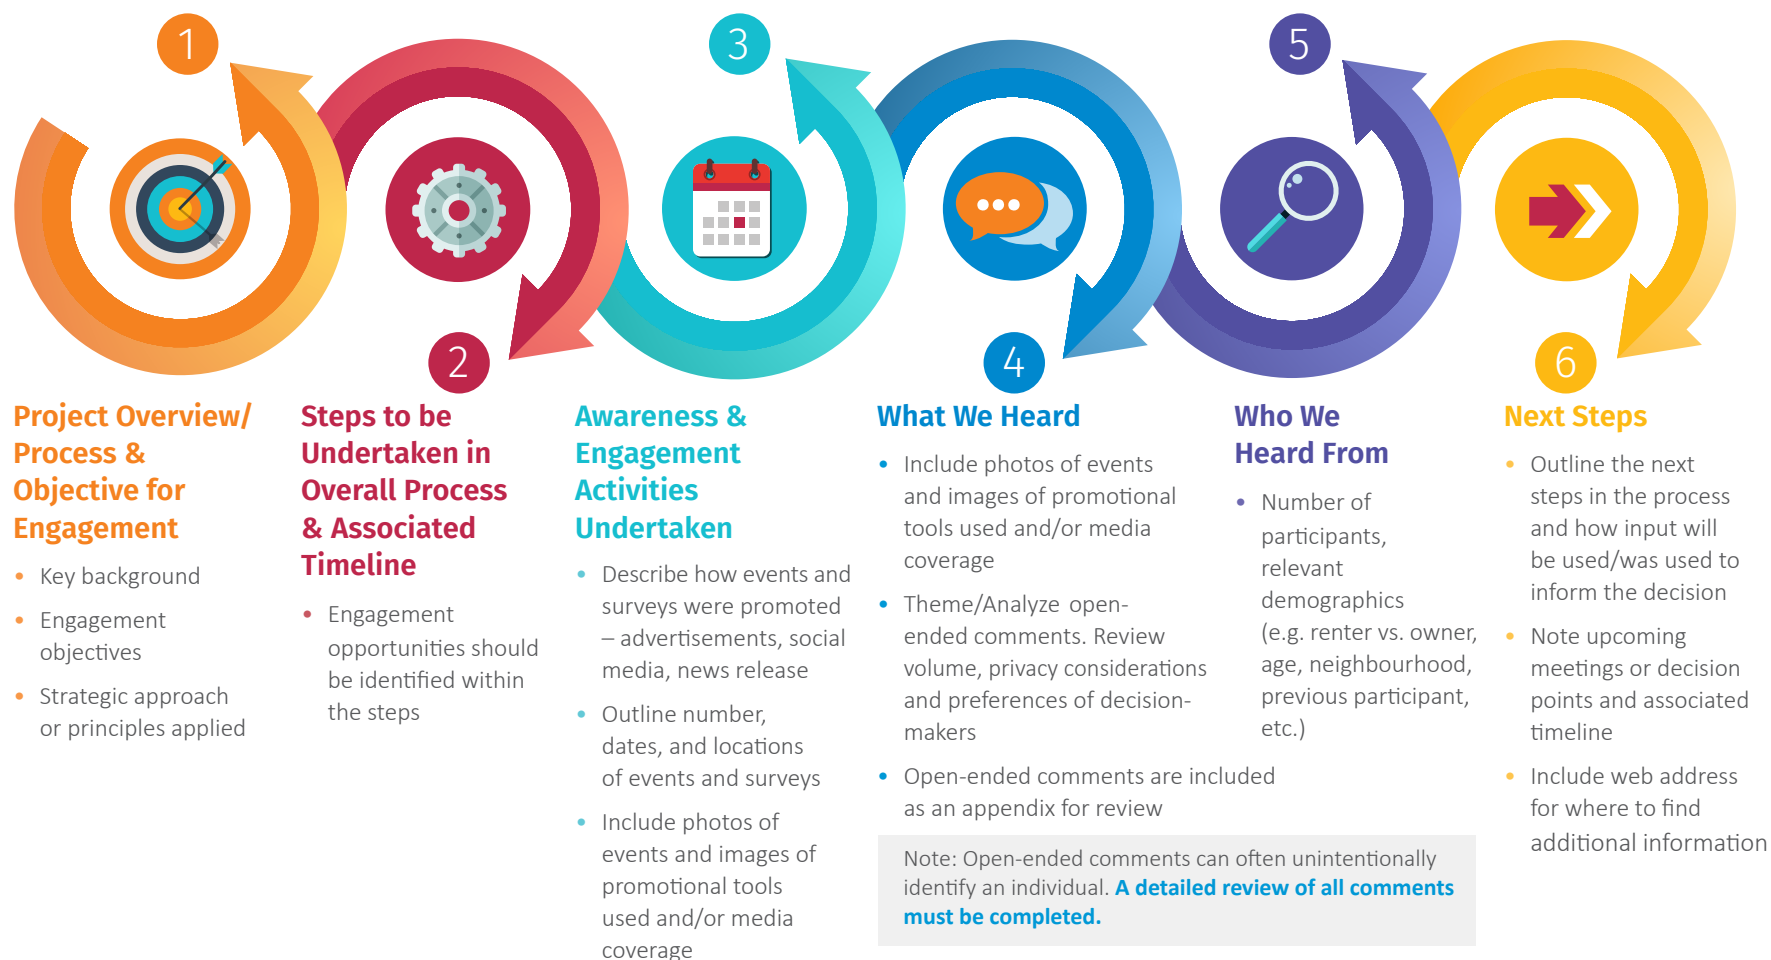 1
Project Overview/
Process &
Objective for
Engagement
• Key background
• Engagement
objectives
• Strategic approach
or principles applied
2
Steps to be
Undertaken in
Overall Process
& Associated
Timeline
• Engagement
opportunities should
be identified within
the steps
3
Awareness &
Engagement
Activities
Undertaken
• Describe how events and
surveys were promoted
– advertisements, social
media, news release
• Outline number,
dates, and locations
of events and surveys
• Include photos of
events and images of
promotional tools
used and/or media
coverage
4
What We Heard
• Include photos of events
and images of promotional
tools used and/or media
coverage
• Theme/Analyze open-
ended comments. Review
volume, privacy considerations
and preferences of decision-
makers
• Open-ended comments are included
as an appendix for review
Note: Open-ended comments can often unintentionally
identify an individual. A detailed review of all comments
must be completed.
5
Who We
Heard From
• Number of
participants,
relevant
demographics
(e.g. renter vs. owner,
age, neighbourhood,
previous participant,
etc.)
6
Next Steps
• Outline the next
steps in the process
and how input will
be used/was used to
inform the decision
• Note upcoming
meetings or decision
points and associated
timeline
• Include web address
for where to find
additional information